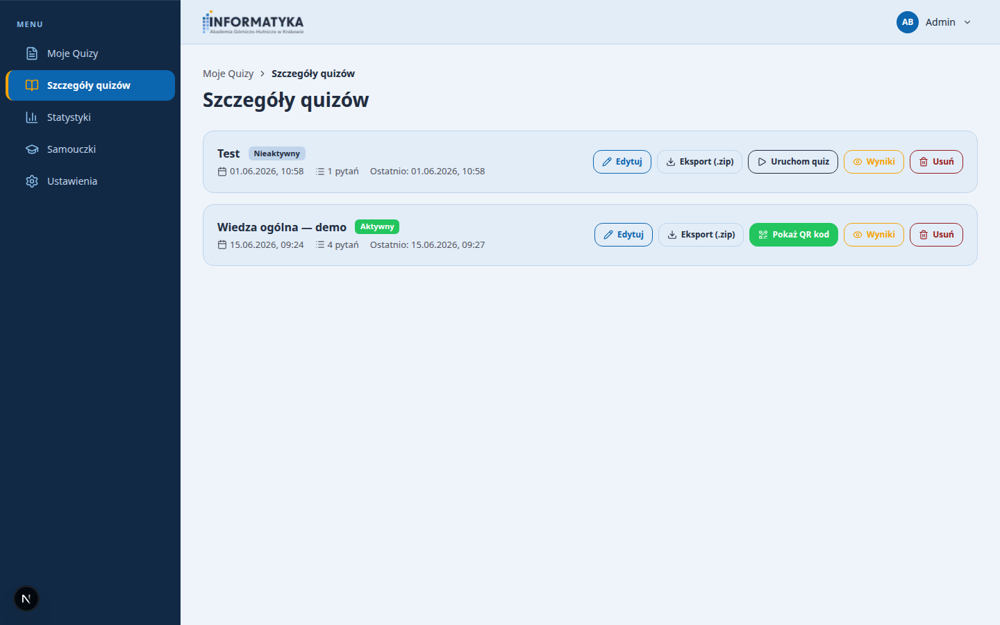 MENU
Moje Quizy
Szczegóły quizów
Statystyki
Samouczki
Ustawienia
N
INFORMATYKA
Akademia Górniczo-Hutnicza w Krakowie
AB Admin
Moje Quizy > Szczegóły quizów
Szczegóły quizów
Test Nieaktywny
01.06.2026, 10:58 1 pytań Ostatnio: 01.06.2026, 10:58
Edytuj Eksport (.zip) Uruchom quiz Wyniki Usuń
Wiedza ogólna — demo Aktywny
15.06.2026, 09:24 4 pytań Ostatnio: 15.06.2026, 09:27
Edytuj Eksport (.zip) Pokaż QR kod Wyniki Usuń